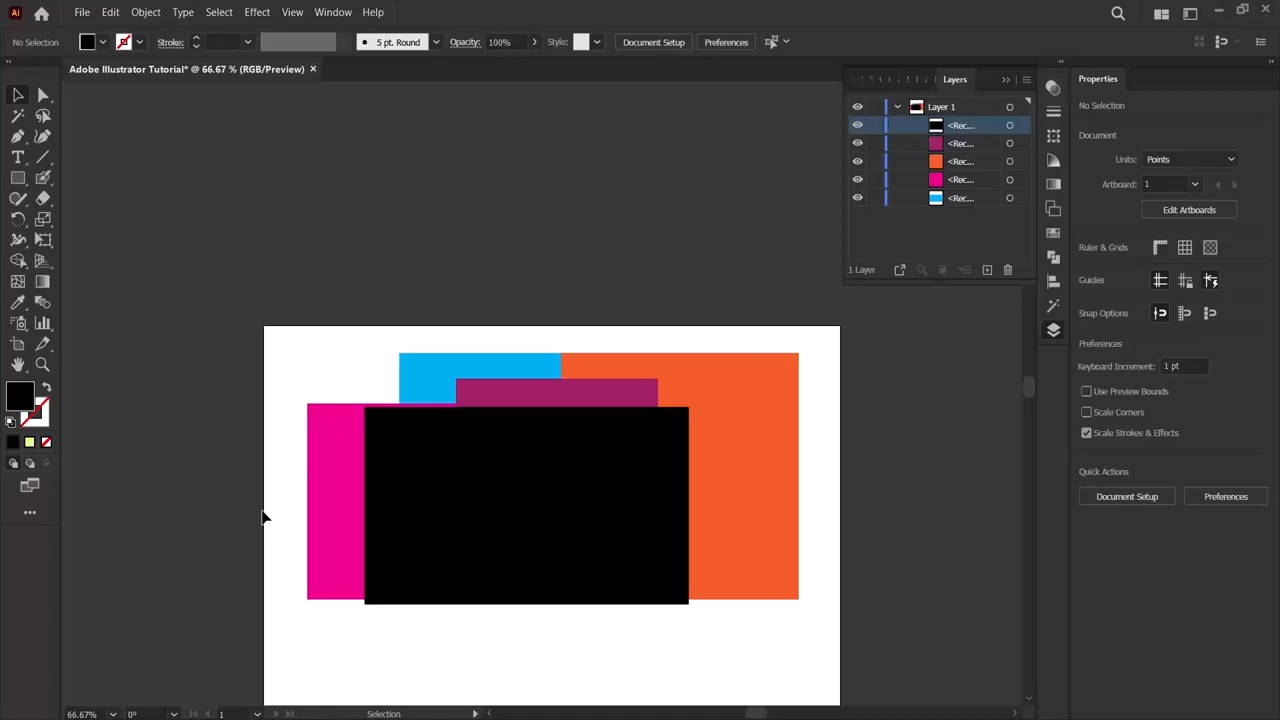 Ai File Edit Object Type Select Effect View Window Help
No Selection Stroke: 5 pt. Round Opacity: 100% Style: Document Setup Preferences
Adobe Illustrator Tutorial* @ 66.67 % (RGB/Preview) ×
Layers
Layer 1
<Rec...
<Rec...
<Rec...
<Rec...
<Rec...
1 Layer
Properties
No Selection
Document
Units: Points
Artboard: 1
Edit Artboards
Ruler & Grids
Guides
Snap Options
Preferences
Keyboard Increment: 1 pt
Use Preview Bounds
Scale Corners
Scale Strokes & Effects
Quick Actions
Document Setup Preferences
66.67% 0° 1 Selection